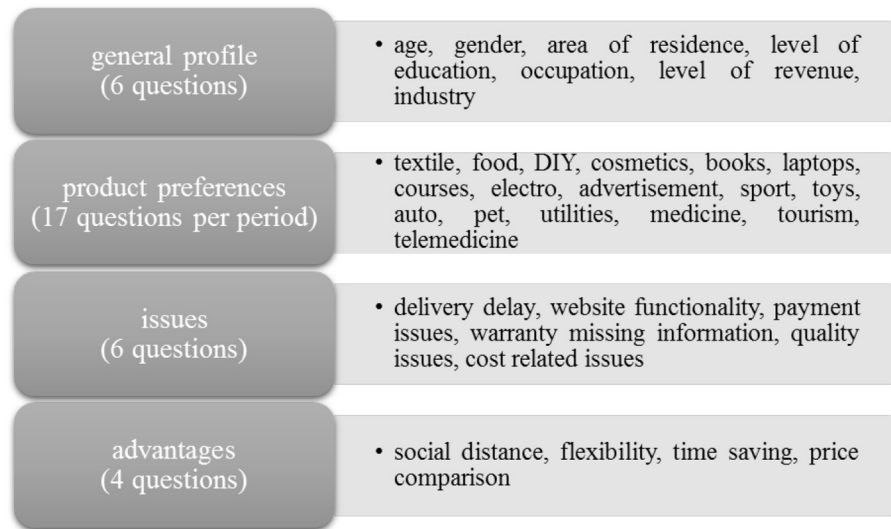 general profile
(6 questions)
• age, gender, area of residence, level of
education, occupation, level of revenue,
industry
product preferences
(17 questions per period)
• textile, food, DIY, cosmetics, books, laptops,
courses, electro, advertisement, sport, toys,
auto, pet, utilities, medicine, tourism,
telemedicine
issues
(6 questions)
• delivery delay, website functionality, payment
issues, warranty missing information, quality
issues, cost related issues
advantages
(4 questions)
• social distance, flexibility, time saving, price
comparison